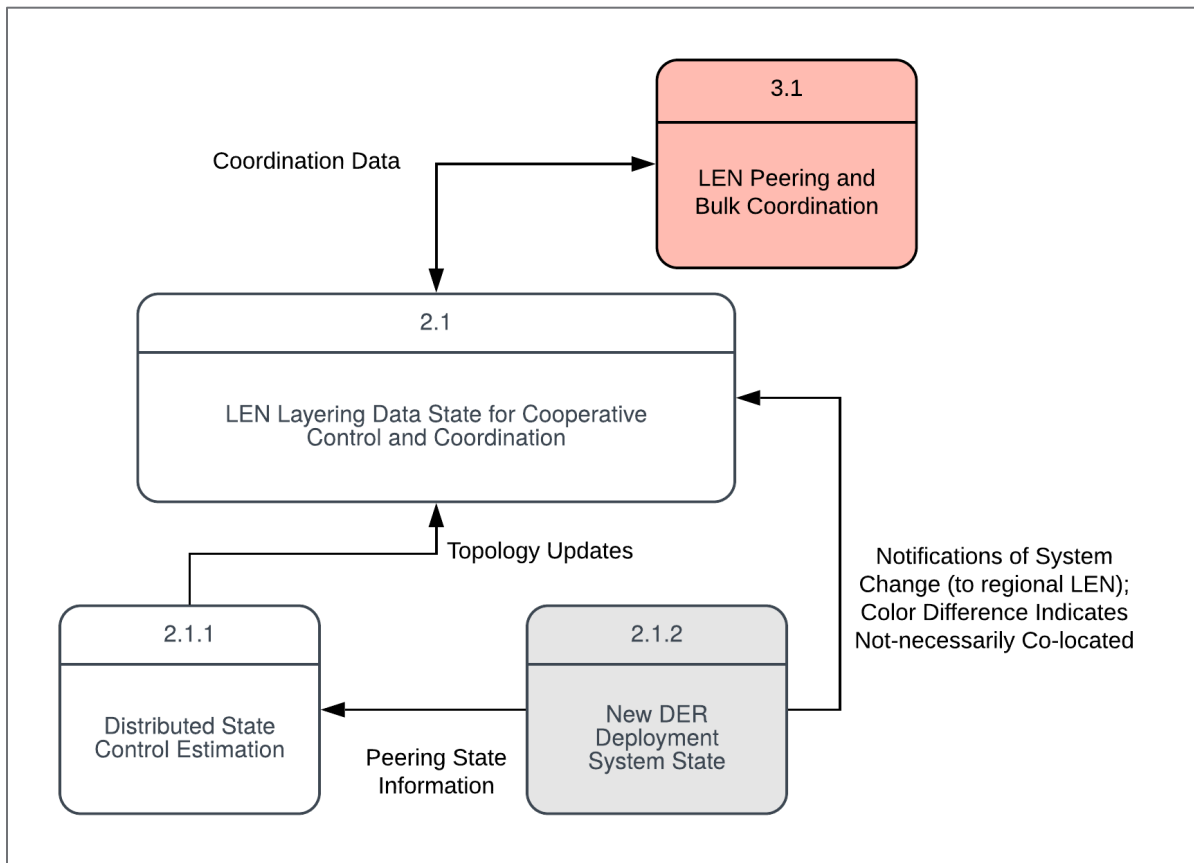 3.1
LEN Peering and
Bulk Coordination
Coordination Data
2.1
LEN Layering Data State for Cooperative
Control and Coordination
Topology Updates
Notifications of System
Change (to regional LEN);
Color Difference Indicates
Not-necessarily Co-located
2.1.1
Distributed State
Control Estimation
Peering State
Information
2.1.2
New DER
Deployment
System State